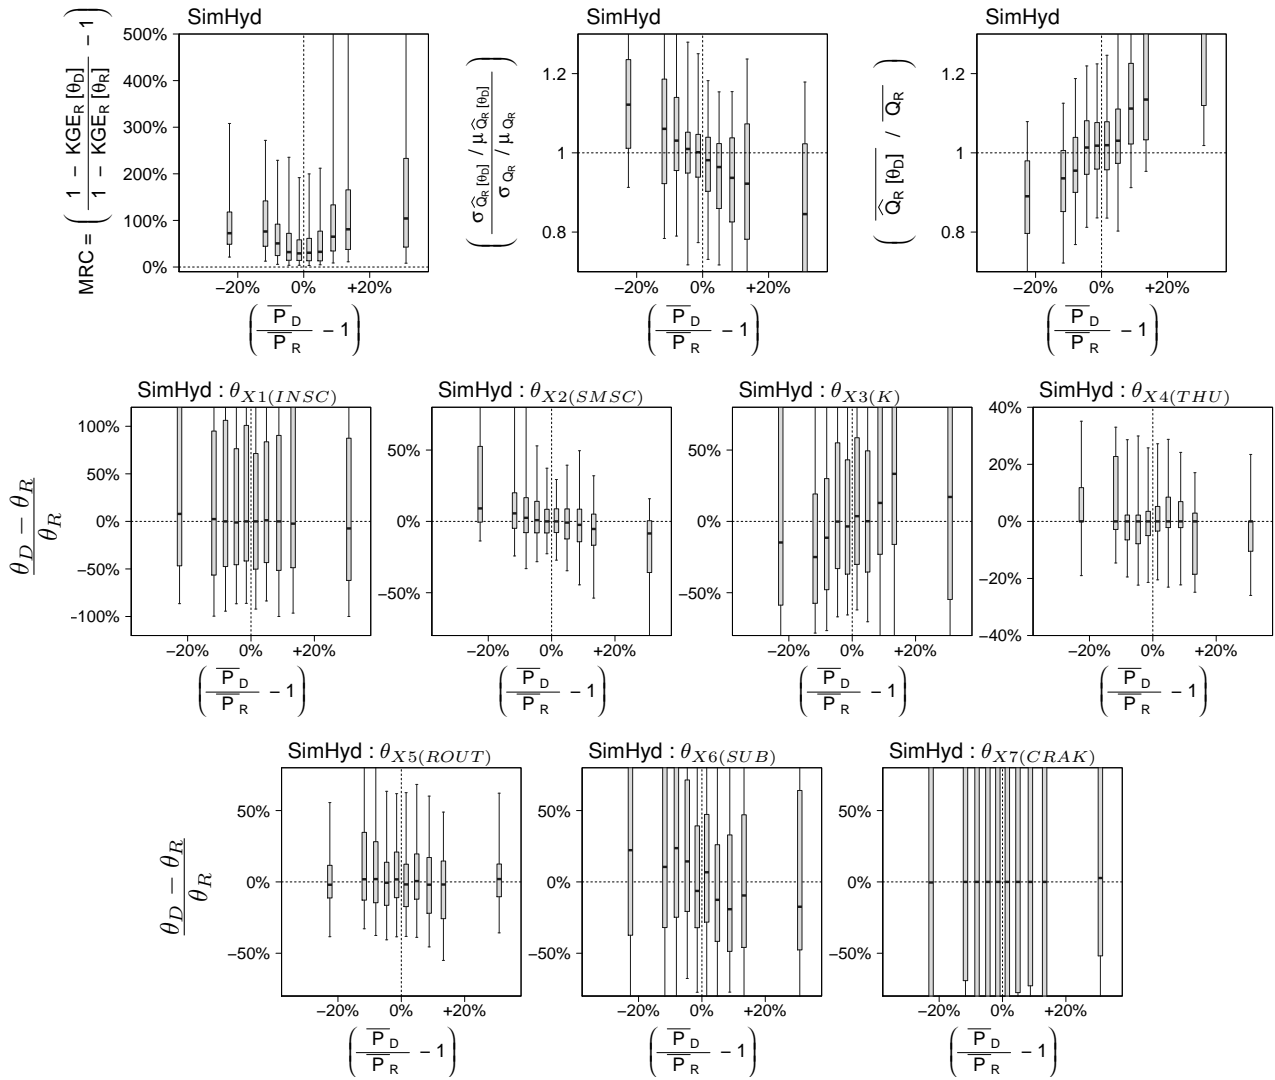 SimHyd SimHyd SimHyd
MRC = ( (1 − KGE_R [θ_D]) / (1 − KGE_R [θ_R]) − 1 )
500%
400%
300%
200%
100%
0%
−20% 0% +20%
( P̅_D / P̅_R − 1 )
( (σ_Q̂_R [θ_D] / μ_Q̂_R [θ_D]) / (σ_Q_R / μ_Q_R) )
1.2
1
0.8
−20% 0% +20%
( P̅_D / P̅_R − 1 )
( Q̂_R [θ_D] / Q_R )
1.2
1
0.8
−20% 0% +20%
( P̅_D / P̅_R − 1 )
SimHyd : θ_X1(INSC)
(θ_D − θ_R) / θ_R
100%
50%
0%
−50%
−100%
−20% 0% +20%
( P̅_D / P̅_R − 1 )
SimHyd : θ_X2(SMSC)
50%
0%
−50%
−20% 0% +20%
( P̅_D / P̅_R − 1 )
SimHyd : θ_X3(K)
50%
0%
−50%
−20% 0% +20%
( P̅_D / P̅_R − 1 )
SimHyd : θ_X4(THU)
40%
20%
0%
−20%
−40%
−20% 0% +20%
( P̅_D / P̅_R − 1 )
SimHyd : θ_X5(ROUT)
(θ_D − θ_R) / θ_R
50%
0%
−50%
−20% 0% +20%
( P̅_D / P̅_R − 1 )
SimHyd : θ_X6(SUB)
50%
0%
−50%
−20% 0% +20%
( P̅_D / P̅_R − 1 )
SimHyd : θ_X7(CRAK)
50%
0%
−50%
−20% 0% +20%
( P̅_D / P̅_R − 1 )